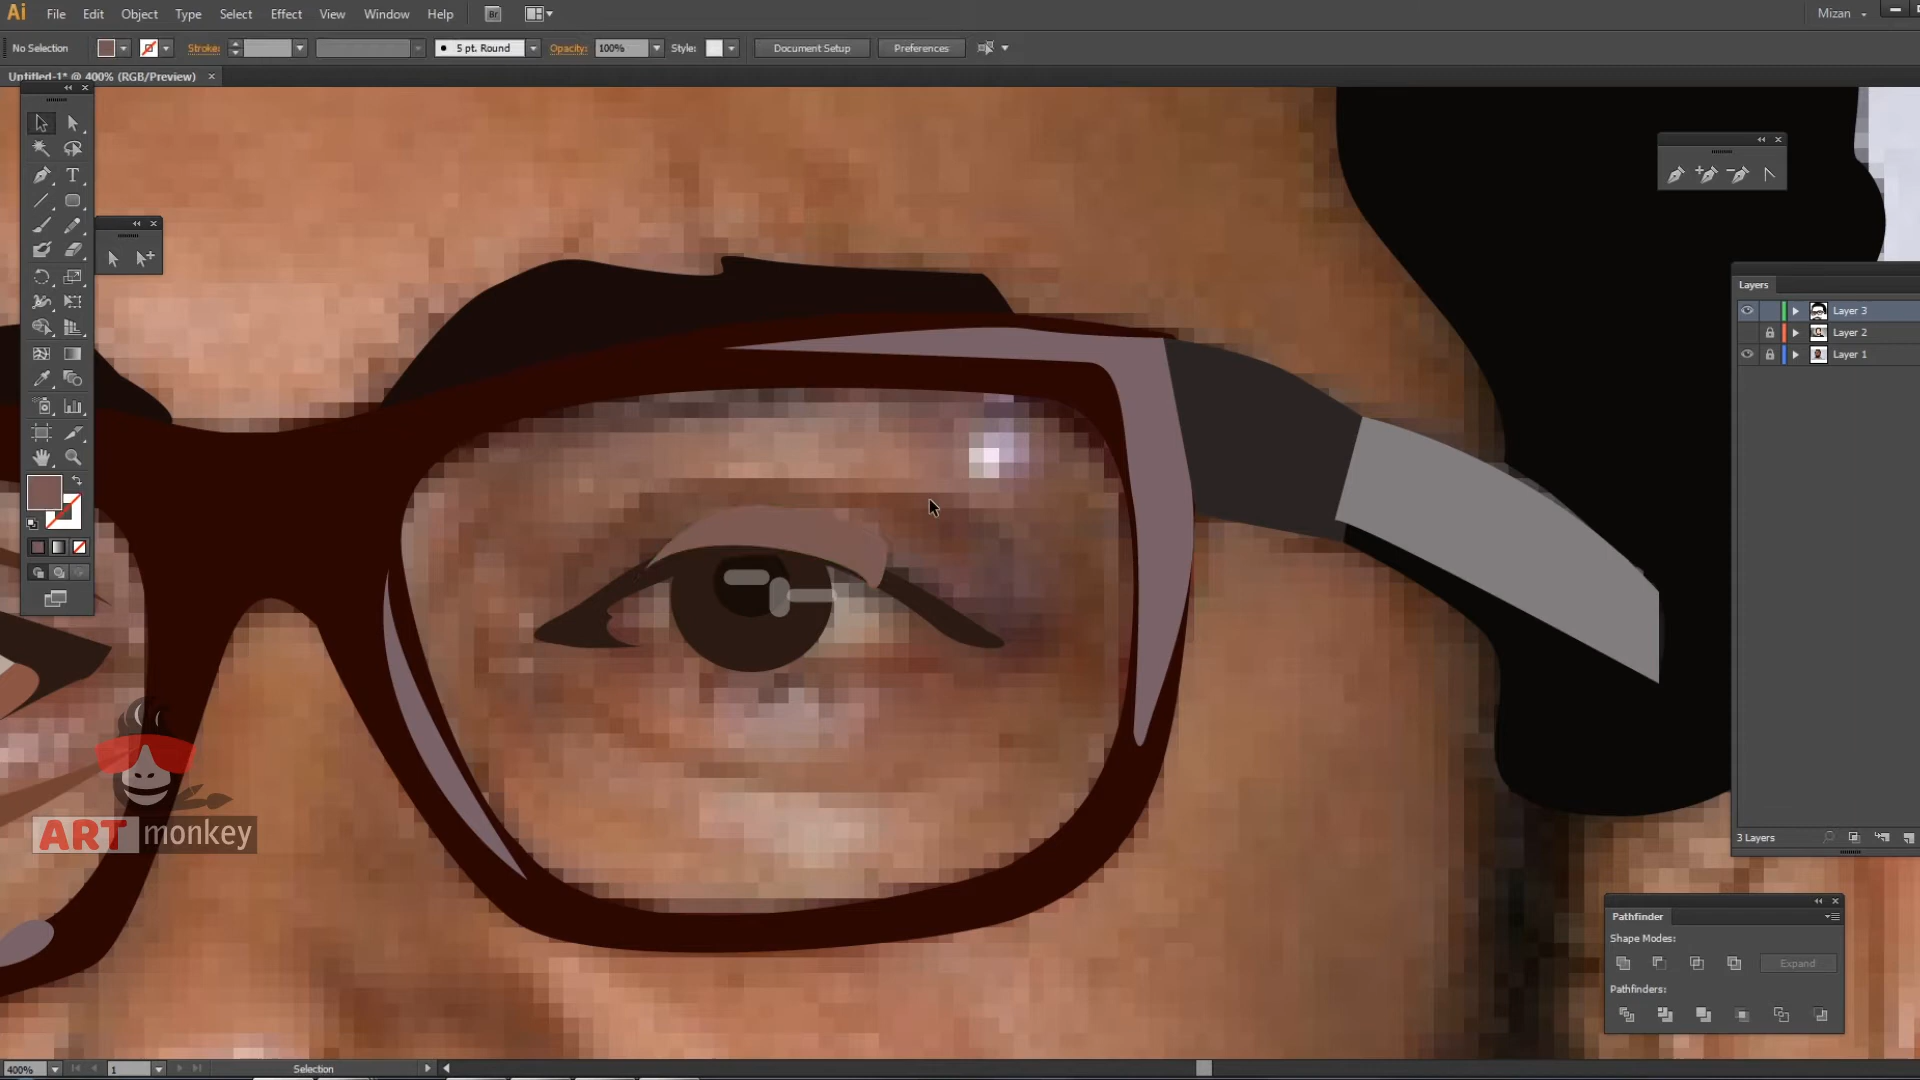 Ai File Edit Object Type Select Effect View Window Help Br Mizan
No Selection Stroke: 5 pt. Round Opacity: 100% Style: Document Setup Preferences
Untitled-1* @ 400% (RGB/Preview)
T
Layers
Layer 3
Layer 2
Layer 1
3 Layers
ART monkey
Pathfinder
Shape Modes:
Expand
Pathfinders:
400% 1 Selection